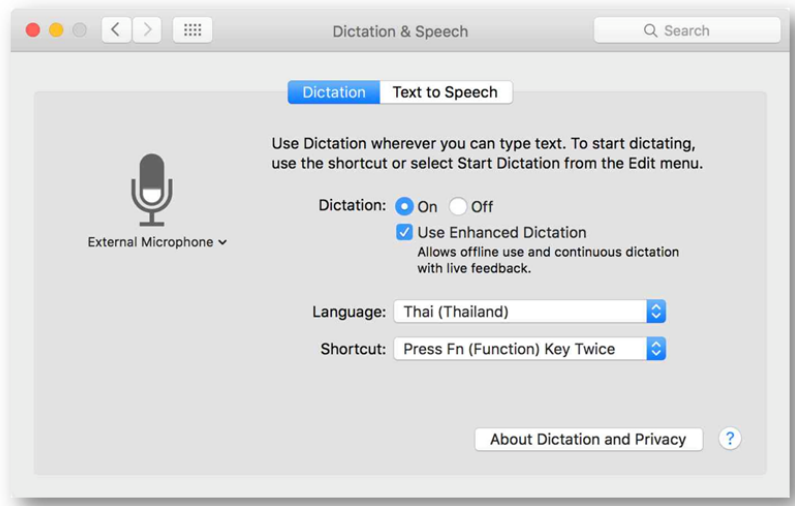 Dictation & Speech
Search
Dictation
Text to Speech
Use Dictation wherever you can type text. To start dictating,
use the shortcut or select Start Dictation from the Edit menu.
Dictation: On Off
Use Enhanced Dictation
Allows offline use and continuous dictation
with live feedback.
External Microphone
Language: Thai (Thailand)
Shortcut: Press Fn (Function) Key Twice
About Dictation and Privacy ?